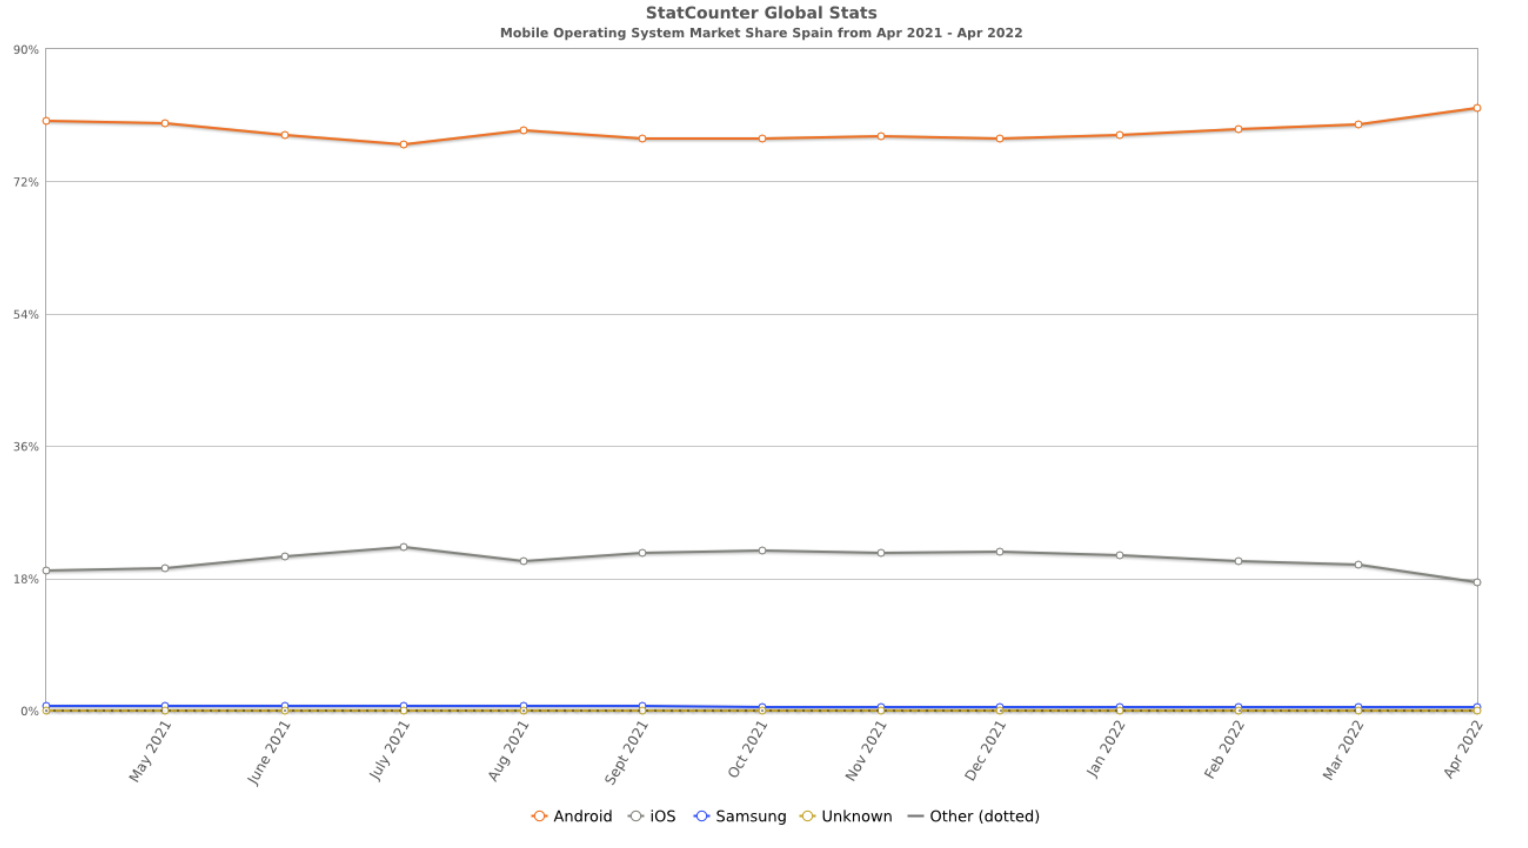 StatCounter Global Stats
Mobile Operating System Market Share Spain from Apr 2021 - Apr 2022
90%
72%
54%
36%
18%
0%
May 2021 June 2021 July 2021 Aug 2021 Sept 2021 Oct 2021 Nov 2021 Dec 2021 Jan 2022 Feb 2022 Mar 2022 Apr 2022
Android iOS Samsung Unknown Other (dotted)